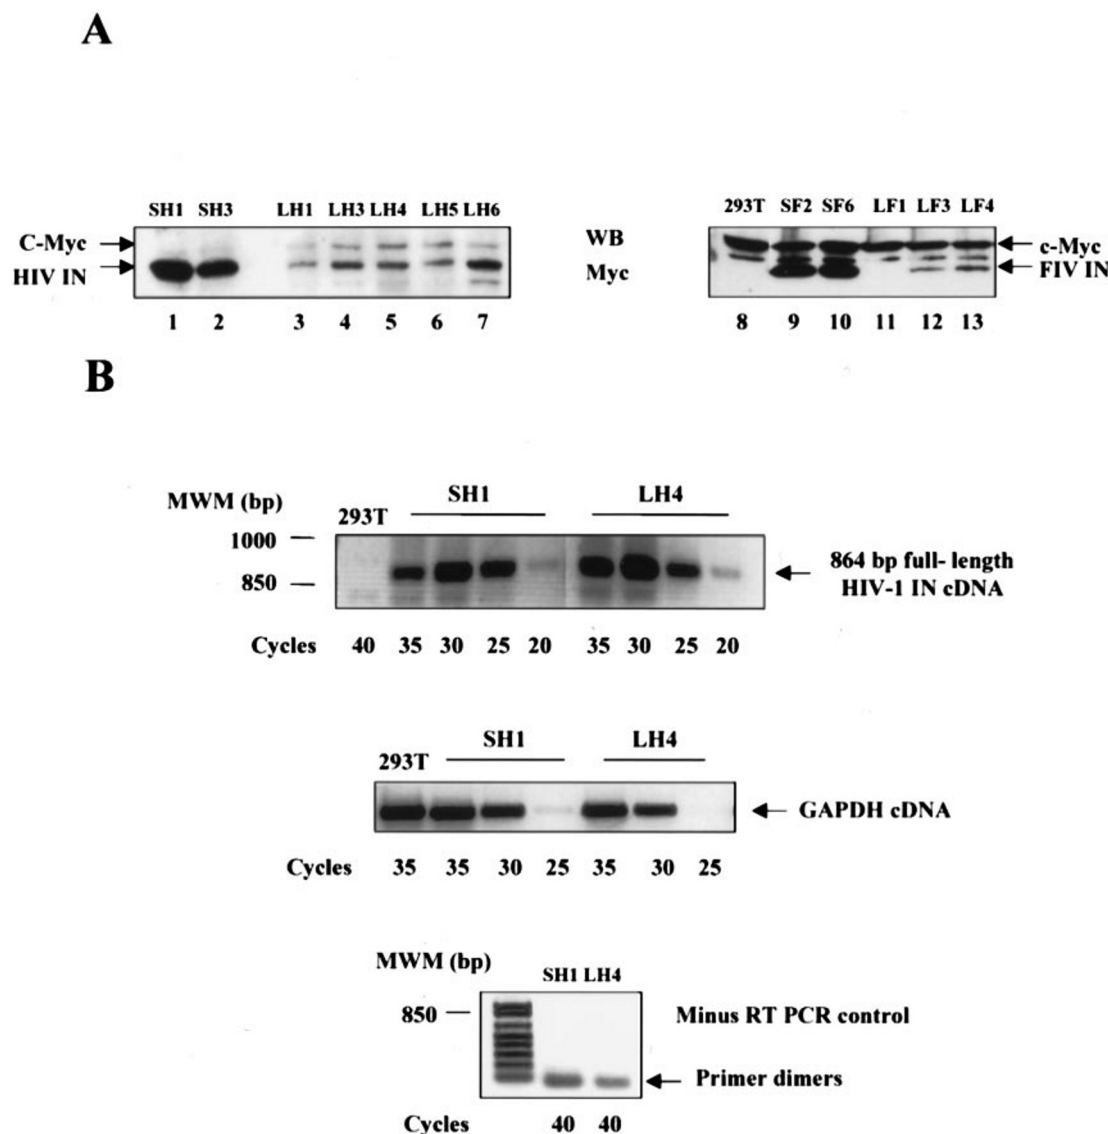 A
SH1 SH3 LH1 LH3 LH4 LH5 LH6
C-Myc
HIV IN
1 2 3 4 5 6 7
WB
Myc
293T SF2 SF6 LF1 LF3 LF4
c-Myc
FIV IN
8 9 10 11 12 13
B
MWM (bp)
293T SH1 LH4
1000
850
864 bp full- length
HIV-1 IN cDNA
Cycles 40 35 30 25 20 35 30 25 20
293T SH1 LH4
GAPDH cDNA
Cycles 35 35 30 25 35 30 25
MWM (bp)
SH1 LH4
850
Minus RT PCR control
Primer dimers
Cycles 40 40